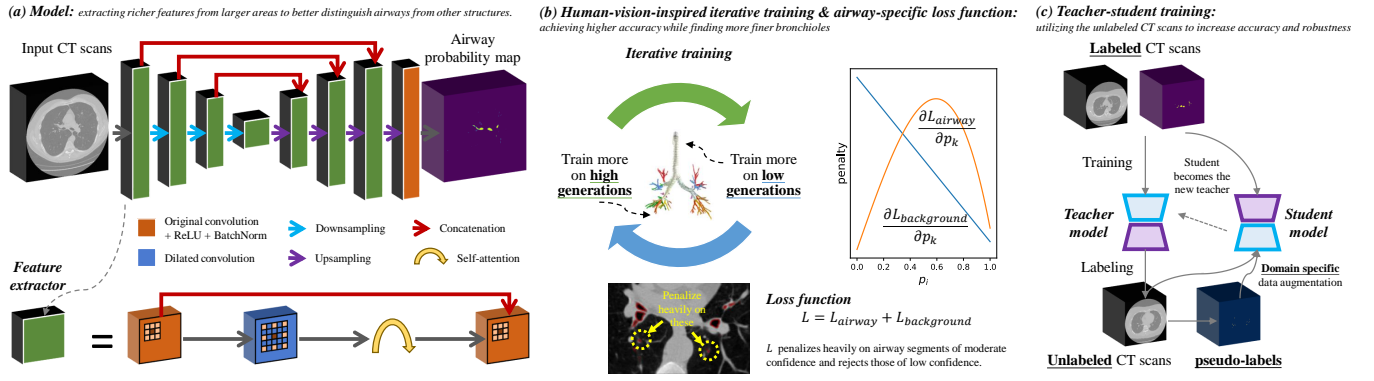 (a) Model: extracting richer features from larger areas to better distinguish airways from other structures.
Input CT scans
Airway
probability map
Original convolution
+ ReLU + BatchNorm
Downsampling
Concatenation
Dilated convolution
Upsampling
Self-attention
Feature
extractor
=
(b) Human-vision-inspired iterative training & airway-specific loss function:
achieving higher accuracy while finding more finer bronchioles
Iterative training
Train more
on high
generations
Train more
on low
generations
penalty
∂L_airway
∂p_k
∂L_background
∂p_k
0.0 0.2 0.4 0.6 0.8 1.0
p_i
Penalize
heavily on
these
Loss function
L = L_airway + L_background
L penalizes heavily on airway segments of moderate
confidence and rejects those of low confidence.
(c) Teacher-student training:
utilizing the unlabeled CT scans to increase accuracy and robustness
Labeled CT scans
Training
Student
becomes the
new teacher
Teacher
model
Student
model
Labeling
Domain specific
data augmentation
Unlabeled CT scans
pseudo-labels